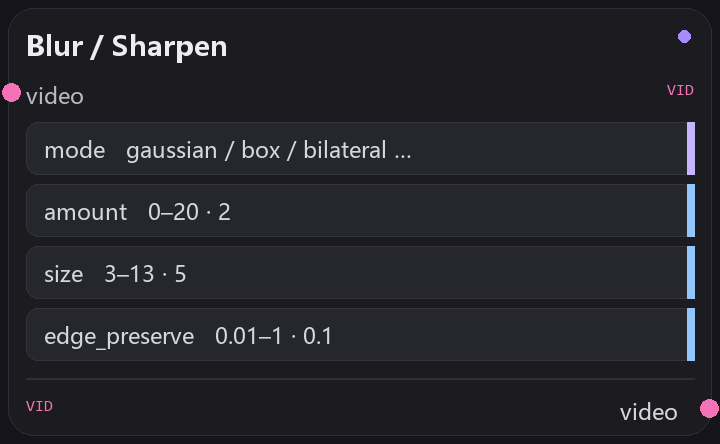 Blur / Sharpen
video VID
mode gaussian / box / bilateral ...
amount 0–20 · 2
size 3–13 · 5
edge_preserve 0.01–1 · 0.1
VID video